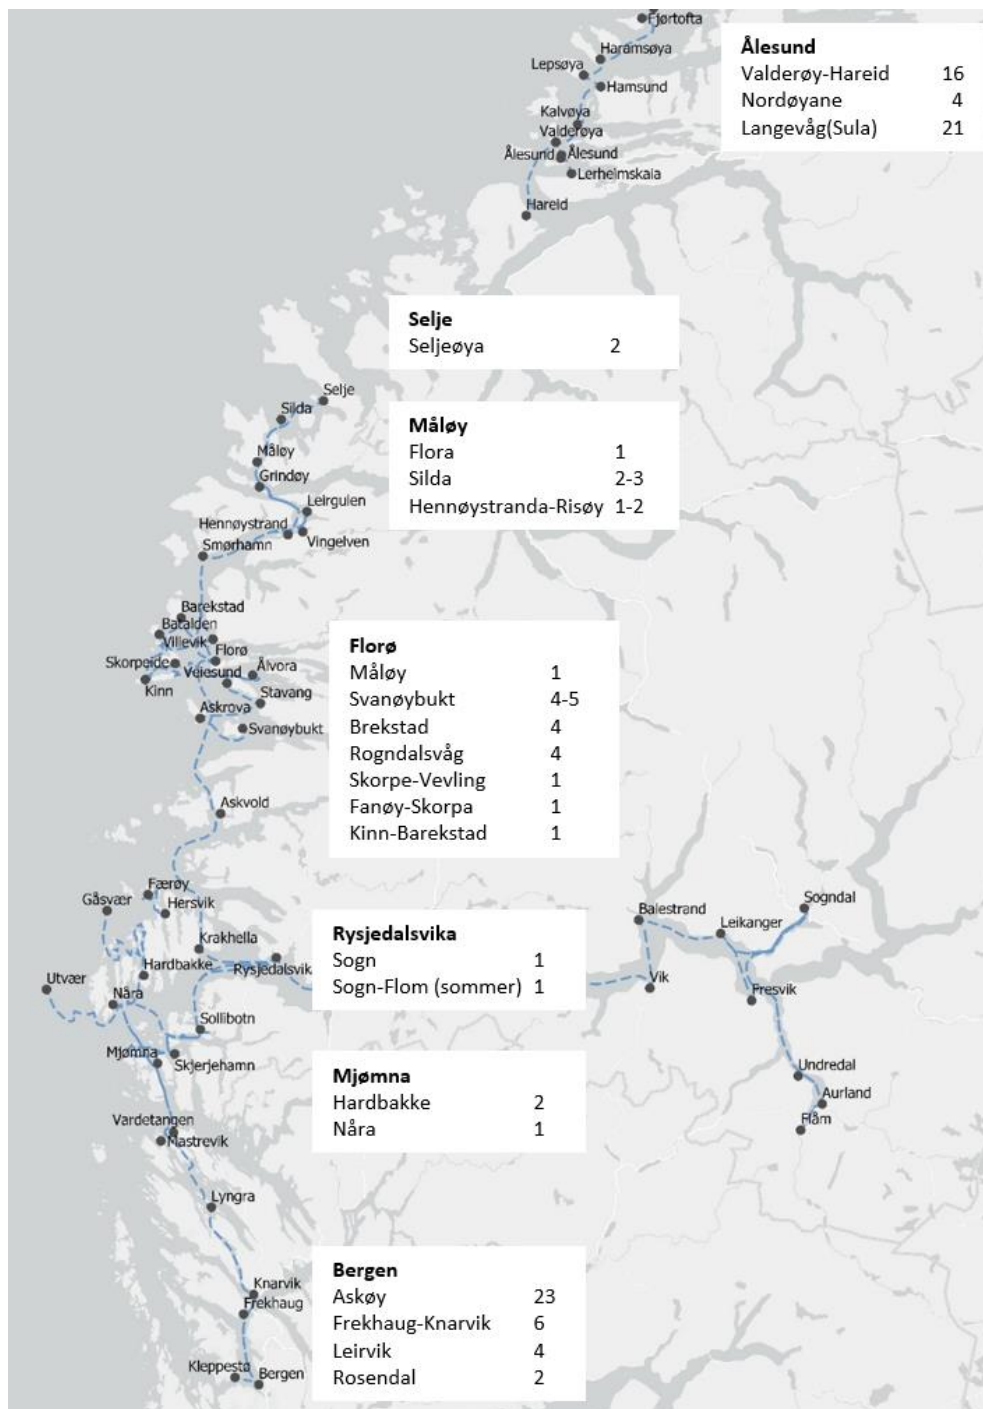 Fjørtofta
Haramsøya
Lepsøya
Hamsund
Kalvøya
Valderøya
Ålesund
Ålesund
Lerheimskaia
Hareid
Ålesund
Valderøy-Hareid 16
Nordøyane 4
Langevåg(Sula) 21
Selje
Seljeøya 2
Selje
Silda
Måløy
Grindøy
Leirgulen
Hennøystrand
Vingelven
Smørhamn
Måløy
Flora 1
Silda 2-3
Hennøystranda-Risøy 1-2
Barekstad
Batalden
Villevik
Florø
Skorpeide
Veiesund
Ålvora
Kinn
Stavang
Askrova
Svanøybukt
Askvold
Florø
Måløy 1
Svanøybukt 4-5
Brekstad 4
Rogndalsvåg 4
Skorpe-Vevling 1
Fanøy-Skorpa 1
Kinn-Barekstad 1
Færøy
Gåsvær
Hersvik
Krakhella
Rysjedalsvik
Hardbakke
Utvær
Nåra
Sollibotn
Mjømna
Skjerjehamn
Rysjedalsvika
Sogn 1
Sogn-Flom (sommer) 1
Balestrand
Leikanger
Sogndal
Vik
Fresvik
Undredal
Aurland
Flåm
Mjømna
Hardbakke 2
Nåra 1
Vardetangen
Mastrevik
Lyngra
Knarvik
Frekhaug
Kleppestø
Bergen
Bergen
Askøy 23
Frekhaug-Knarvik 6
Leirvik 4
Rosendal 2